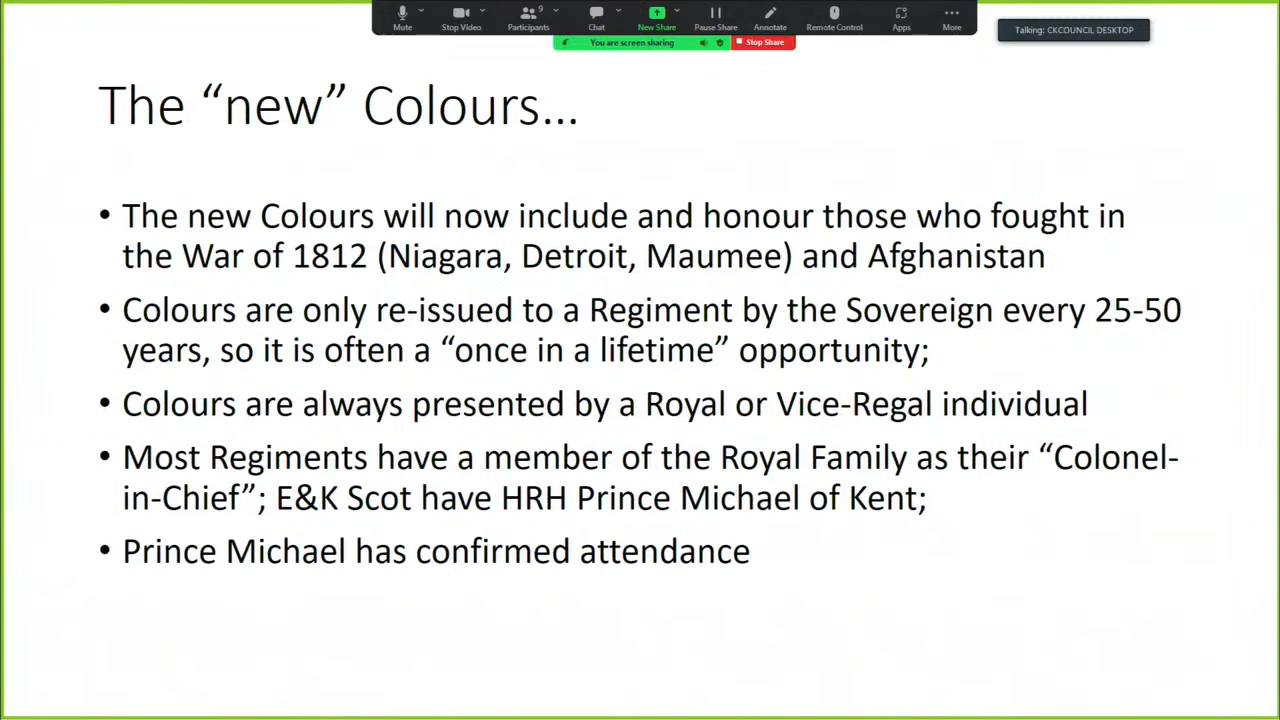 9
Mute
Stop Video
Participants
Chat
New Share
Pause Share
Annotate
Remote Control
Apps
More
You are screen sharing
Stop Share
Talking: CKCOUNCIL DESKTOP
The “new” Colours…
• The new Colours will now include and honour those who fought in
the War of 1812 (Niagara, Detroit, Maumee) and Afghanistan
• Colours are only re-issued to a Regiment by the Sovereign every 25-50
years, so it is often a “once in a lifetime” opportunity;
• Colours are always presented by a Royal or Vice-Regal individual
• Most Regiments have a member of the Royal Family as their “Colonel-
in-Chief”; E&K Scot have HRH Prince Michael of Kent;
• Prince Michael has confirmed attendance